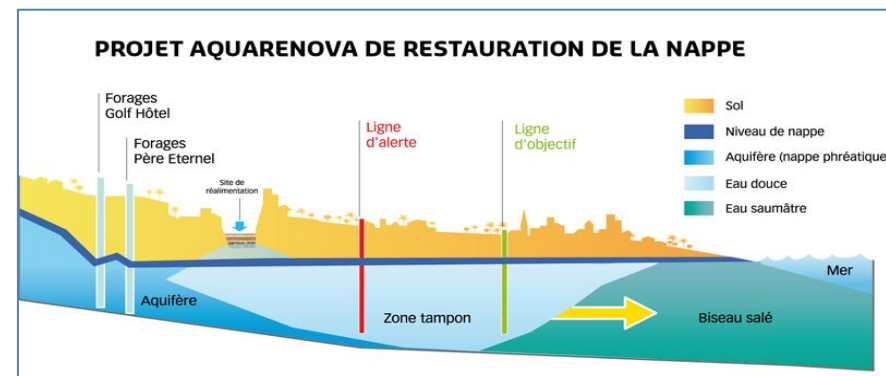 PROJET AQUARENOVA DE RESTAURATION DE LA NAPPE
Forages
Golf Hôtel
Forages
Père Eternel
Site de
réalimentation
Ligne
d'alerte
Ligne
d'objectif
Sol
Niveau de nappe
Aquifère (nappe phréatique
Eau douce
Eau saumâtre
Mer
Aquifère
Zone tampon
Biseau salé